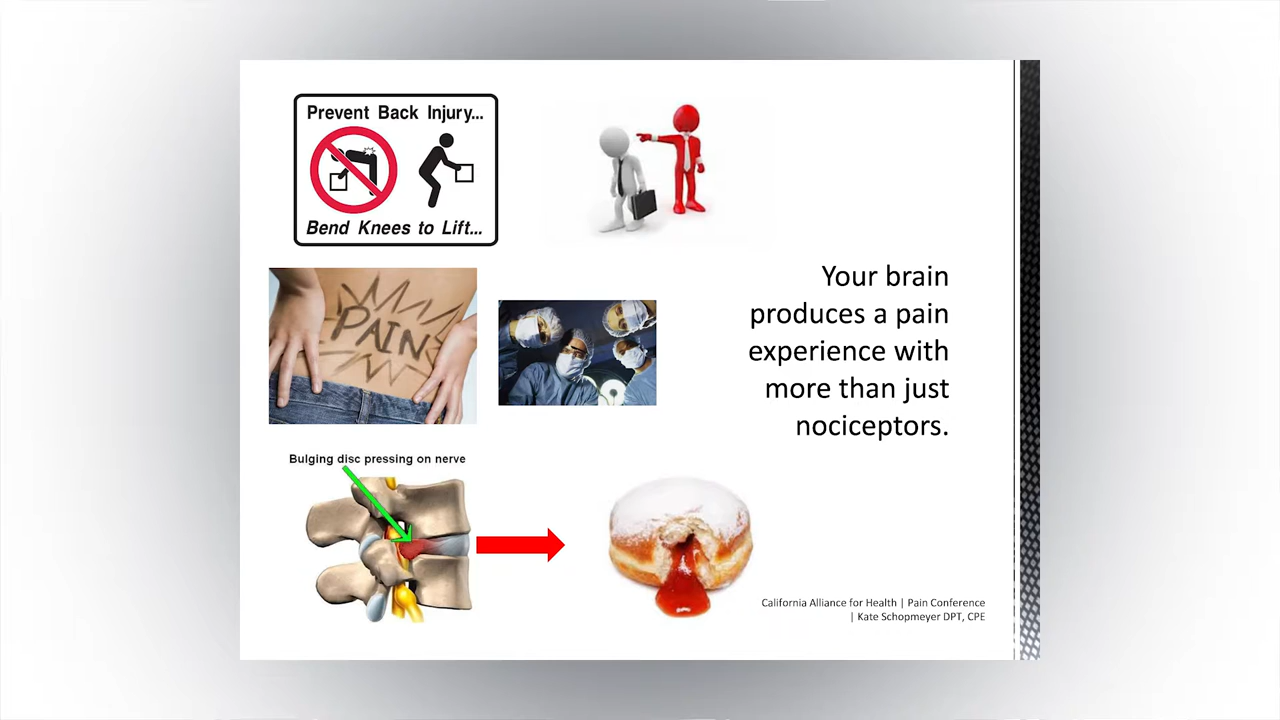 Prevent Back Injury...
Bend Knees to Lift...
PAIN
Your brain
produces a pain
experience with
more than just
nociceptors.
Bulging disc pressing on nerve
California Alliance for Health | Pain Conference
| Kate Schopmeyer DPT, CPE